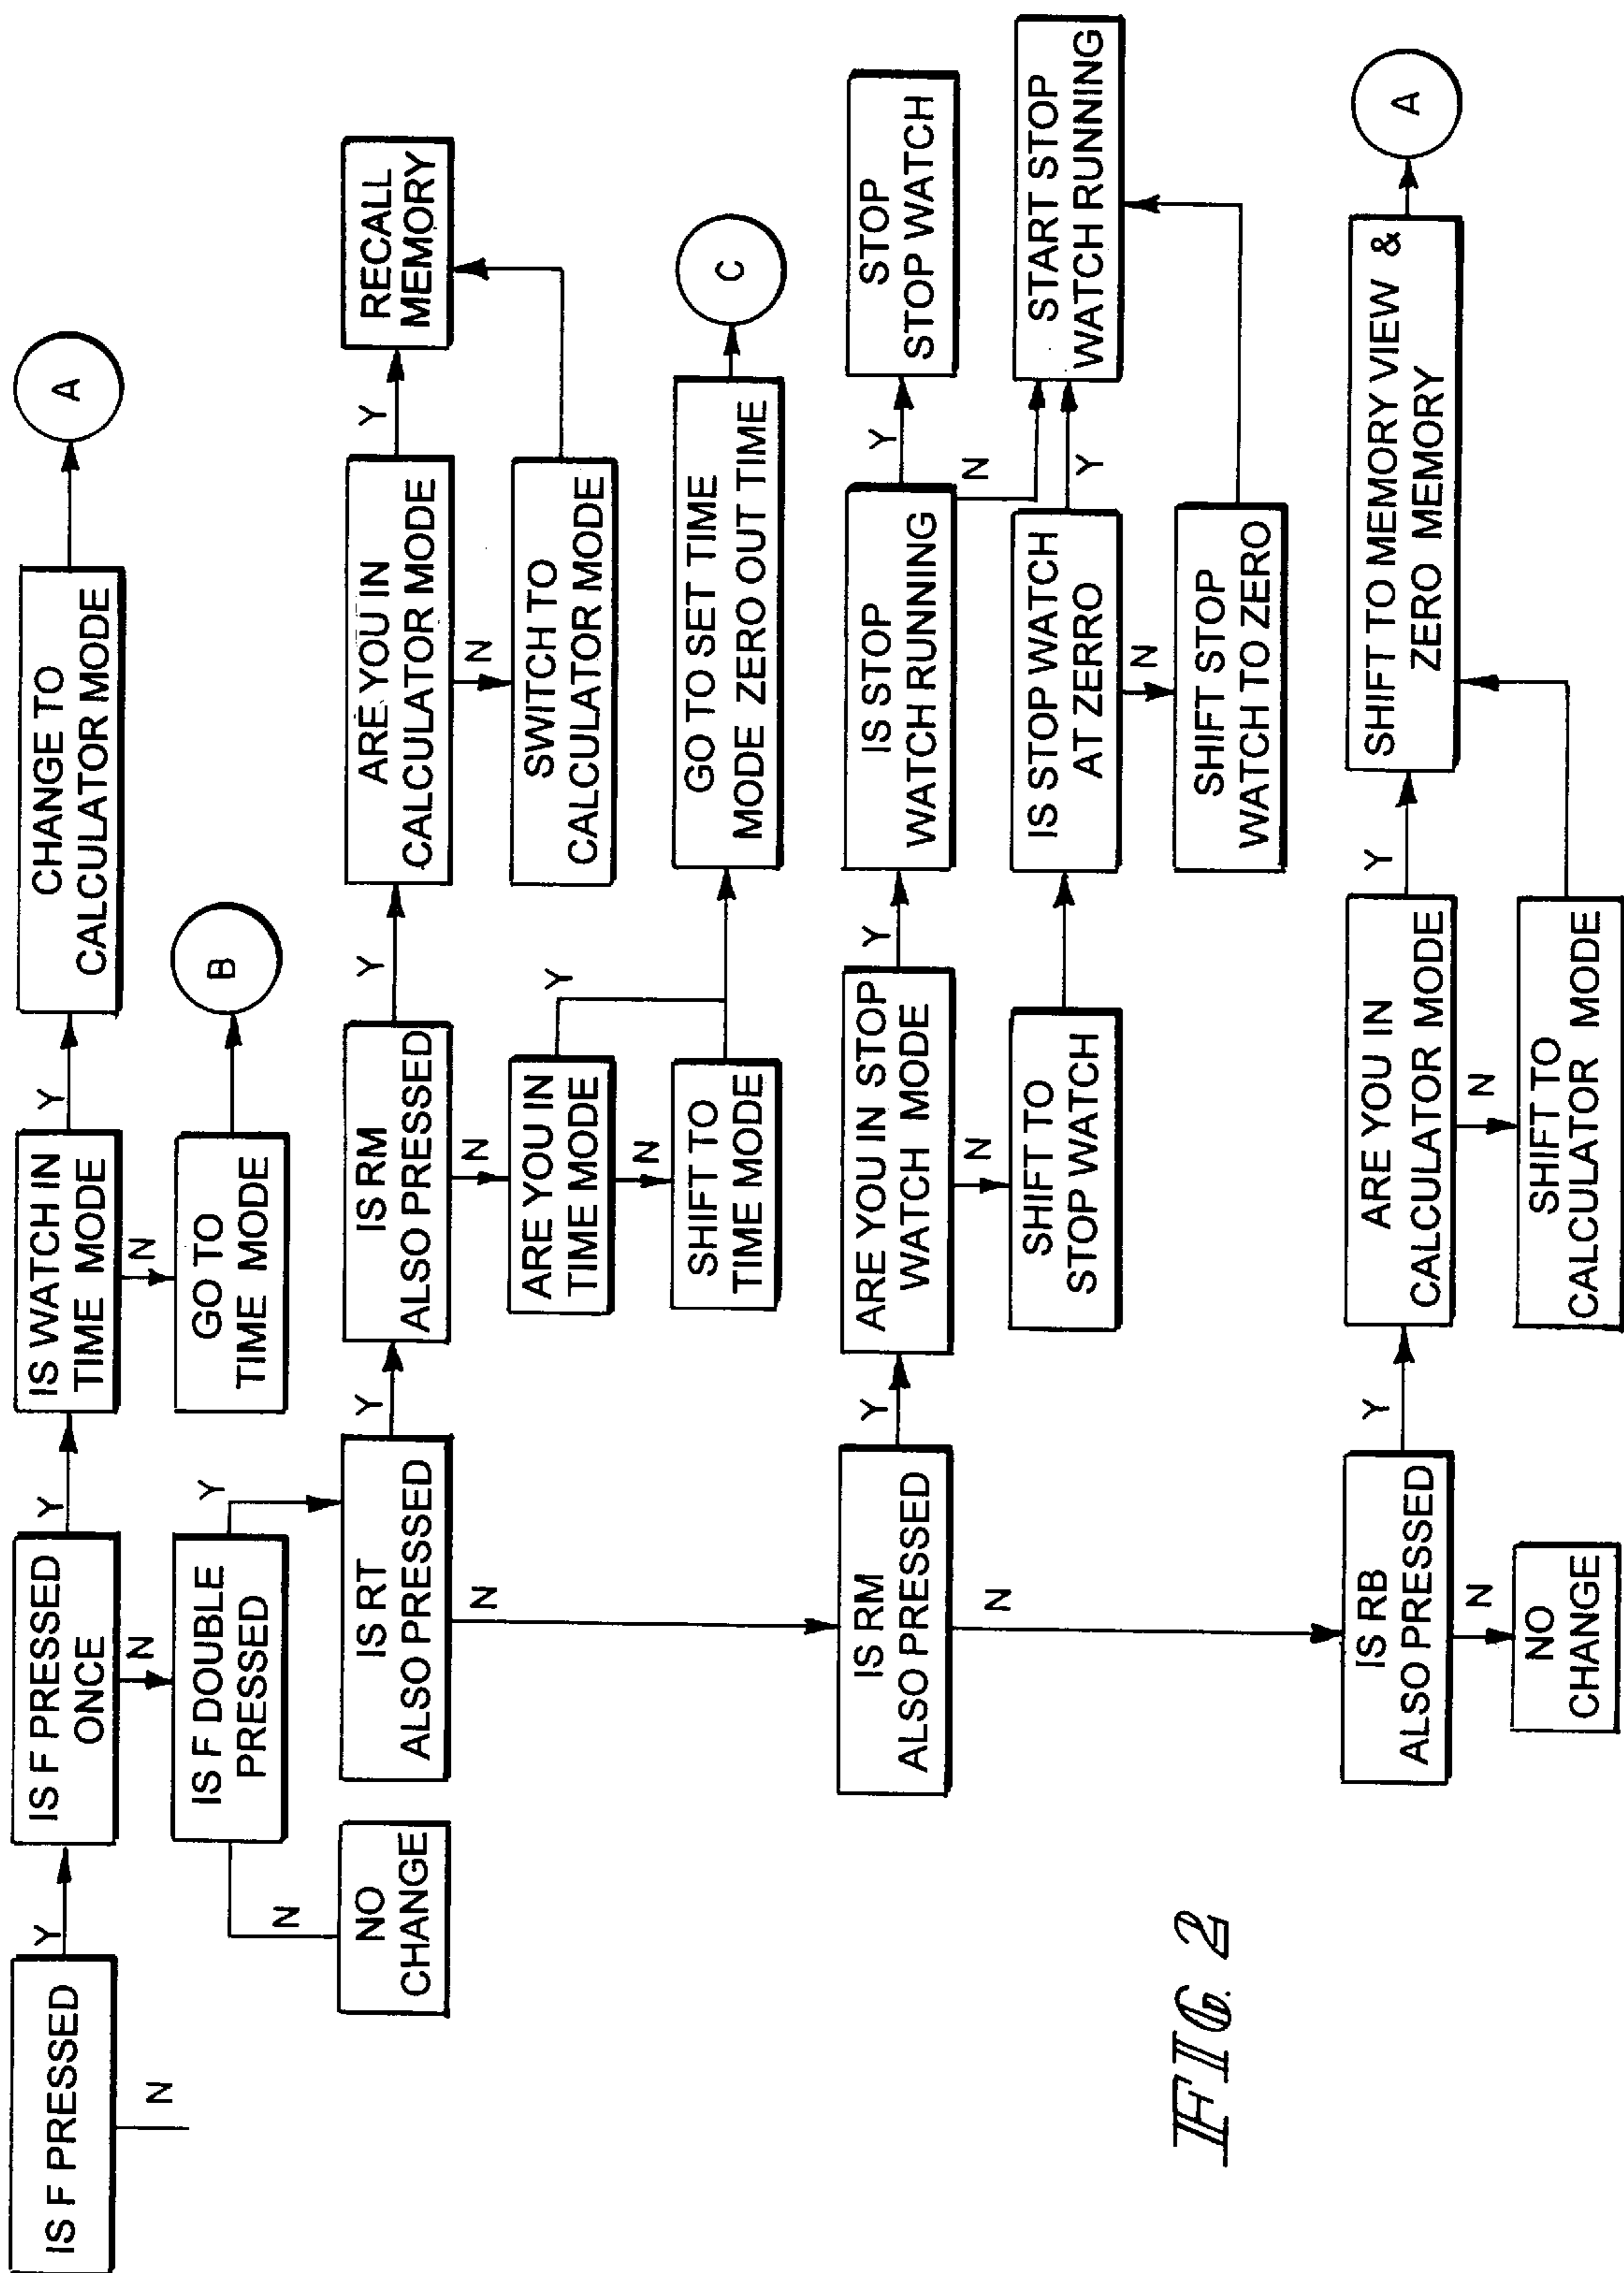 IS F PRESSED
Y
N
IS F PRESSED
ONCE
Y
N
IS WATCH IN
TIME MODE
Y
N
CHANGE TO
CALCULATOR MODE
A
GO TO
TIME MODE
B
IS F DOUBLE
PRESSED
Y
N
NO
CHANGE
IS RT
ALSO PRESSED
Y
N
IS RM
ALSO PRESSED
Y
N
ARE YOU IN
CALCULATOR MODE
Y
N
RECALL
MEMORY
SWITCH TO
CALCULATOR MODE
ARE YOU IN
TIME MODE
Y
N
SHIFT TO
TIME MODE
GO TO SET TIME
MODE ZERO OUT TIME
C
IS RM
ALSO PRESSED
Y
N
ARE YOU IN STOP
WATCH MODE
Y
N
IS STOP
WATCH RUNNING
Y
N
STOP
STOP WATCH
SHIFT TO
STOP WATCH
IS STOP WATCH
AT ZERRO
Y
N
START STOP
WATCH RUNNING
SHIFT STOP
WATCH TO ZERO
IS RB
ALSO PRESSED
Y
N
ARE YOU IN
CALCULATOR MODE
Y
N
SHIFT TO MEMORY VIEW &
ZERO MEMORY
A
NO
CHANGE
SHIFT TO
CALCULATOR MODE
FIG. 2